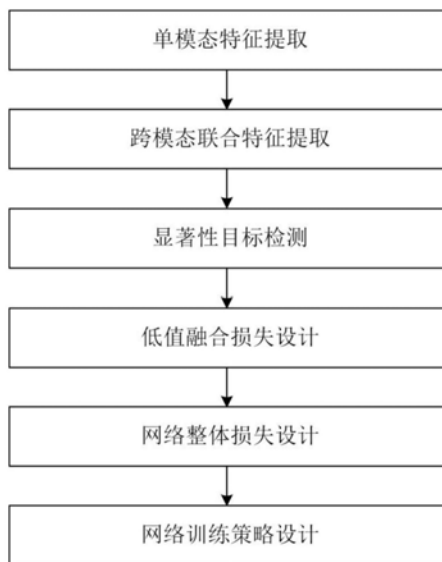 单模态特征提取
跨模态联合特征提取
显著性目标检测
低值融合损失设计
网络整体损失设计
网络训练策略设计